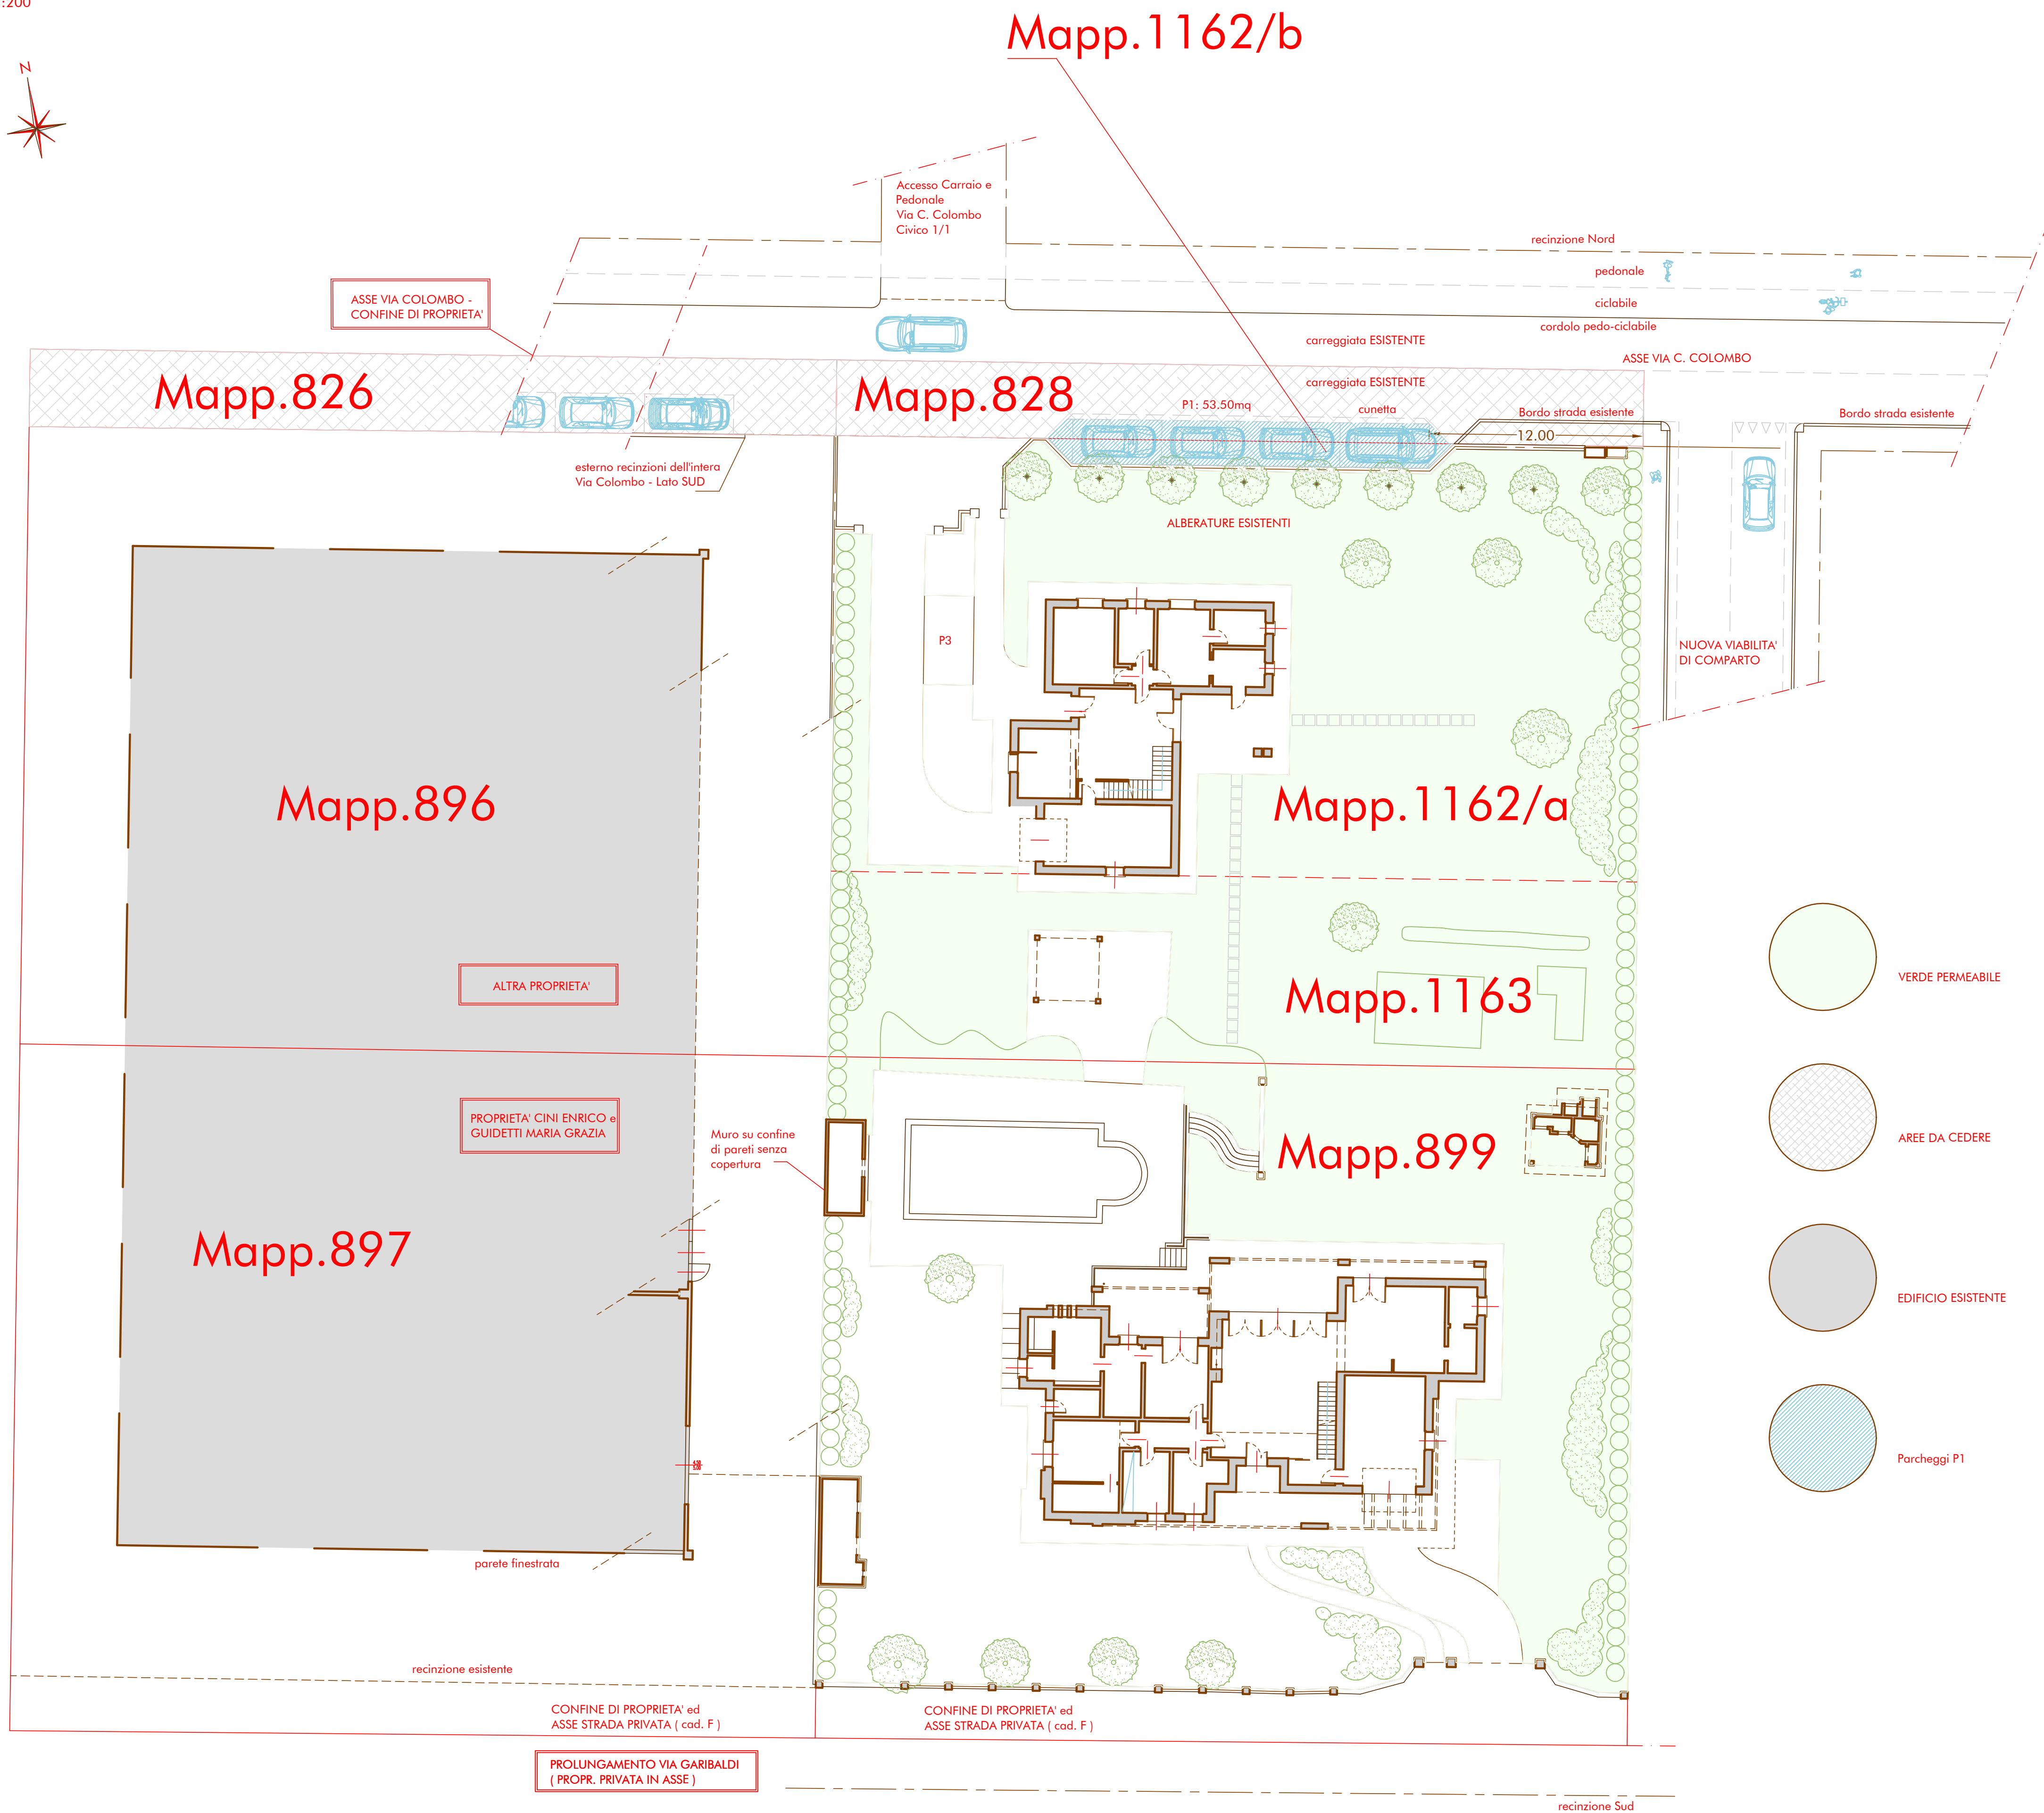 :200
Mapp.1162/b
N
Accesso Carraio e
Pedonale
Via C. Colombo
Civico 1/1
recinzione Nord
pedonale
ciclabile
cordolo pedo-ciclabile
ASSE VIA COLOMBO -
CONFINE DI PROPRIETA'
carreggiata ESISTENTE
ASSE VIA C. COLOMBO
Mapp.826
Mapp.828
carreggiata ESISTENTE
P1: 53.50mq
cunetta
Bordo strada esistente
Bordo strada esistente
12.00
esterno recinzioni dell'intera
Via Colombo - Lato SUD
ALBERATURE ESISTENTI
P3
NUOVA VIABILITA'
DI COMPARTO
Mapp.896
Mapp.1162/a
ALTRA PROPRIETA'
Mapp.1163
VERDE PERMEABILE
PROPRIETA' CINI ENRICO e
GUIDETTI MARIA GRAZIA
Muro su confine
di pareti senza
copertura
Mapp.899
AREE DA CEDERE
Mapp.897
EDIFICIO ESISTENTE
Parcheggi P1
parete finestrata
recinzione esistente
CONFINE DI PROPRIETA' ed
ASSE STRADA PRIVATA ( cad. F )
CONFINE DI PROPRIETA' ed
ASSE STRADA PRIVATA ( cad. F )
PROLUNGAMENTO VIA GARIBALDI
( PROPR. PRIVATA IN ASSE )
recinzione Sud